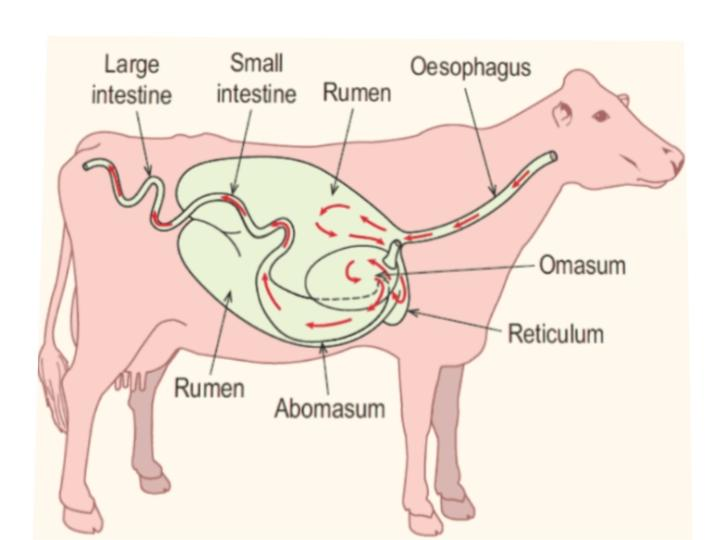 Large
intestine
Small
intestine
Rumen
Oesophagus
Omasum
Reticulum
Rumen
Abomasum